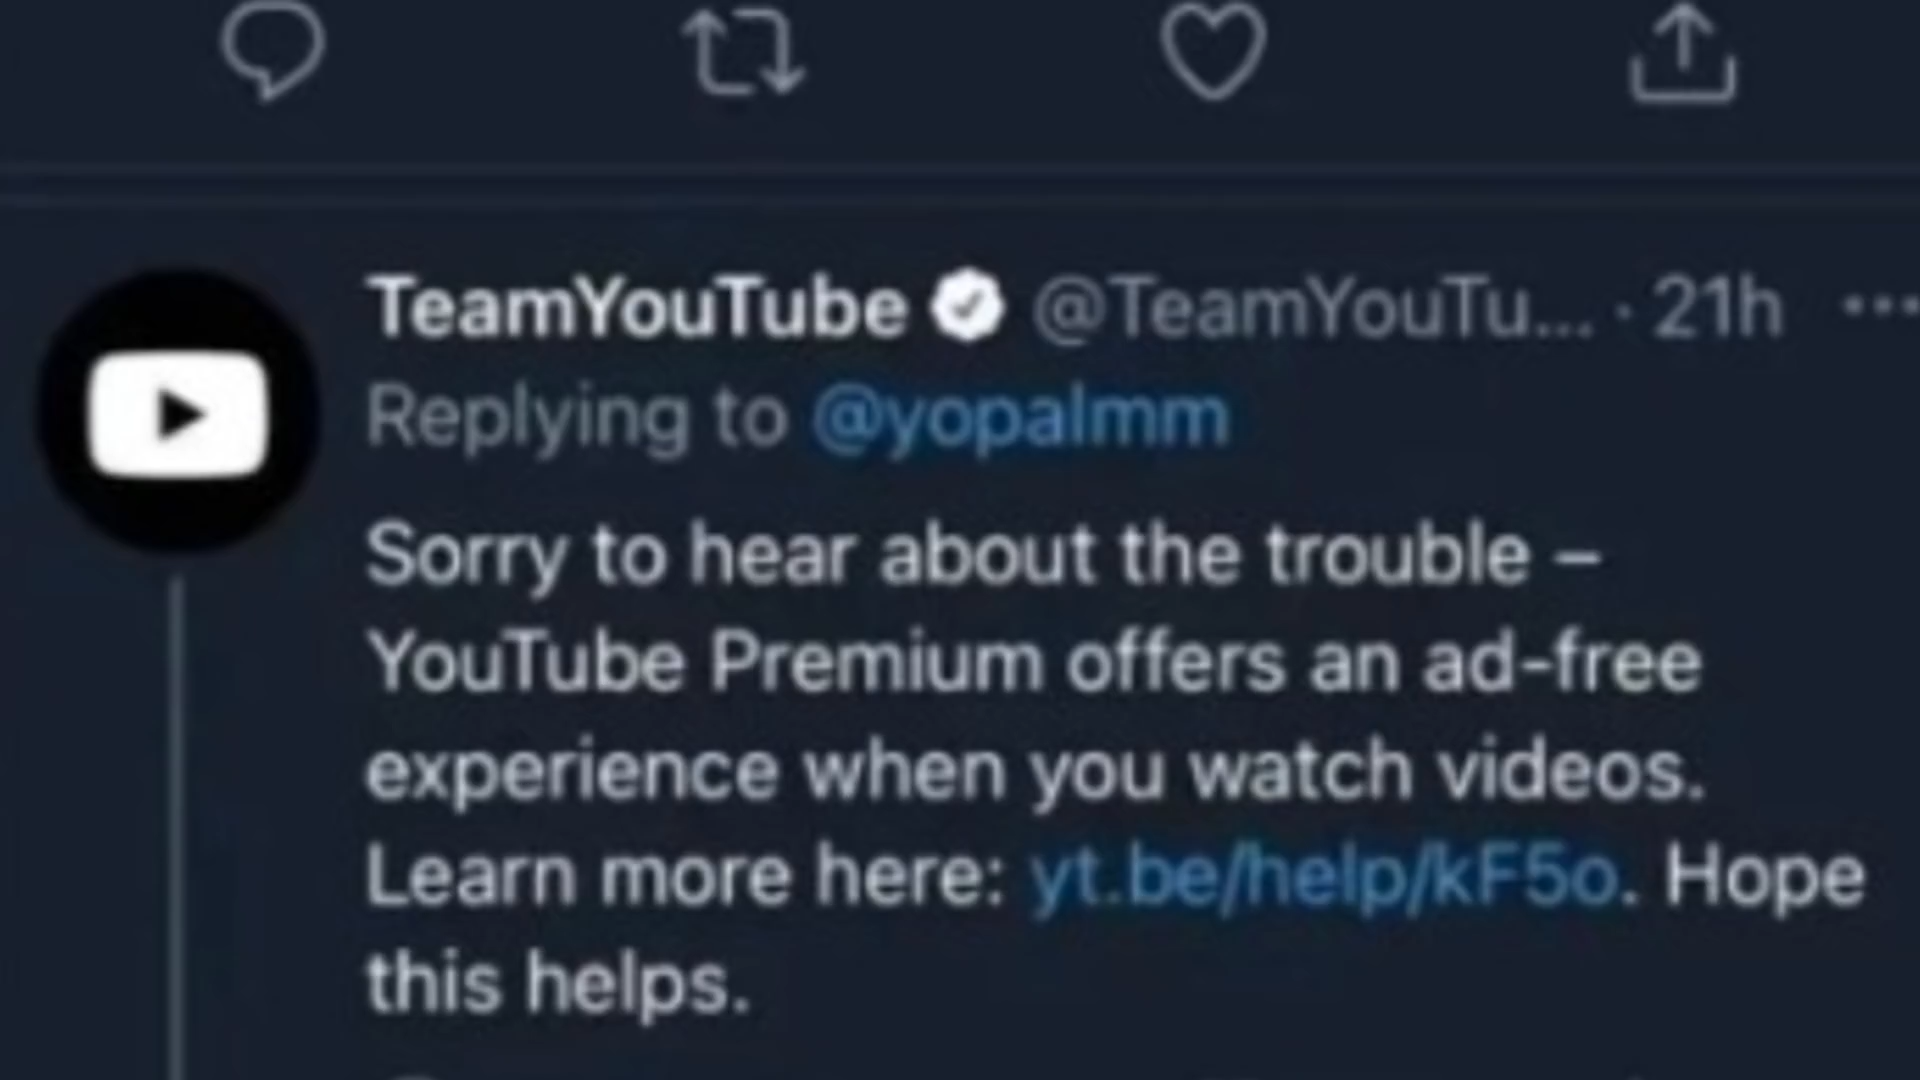 TeamYouTube @TeamYouTu... · 21h
Replying to @yopalmm
Sorry to hear about the trouble –
YouTube Premium offers an ad-free
experience when you watch videos.
Learn more here: yt.be/help/kF5o. Hope
this helps.